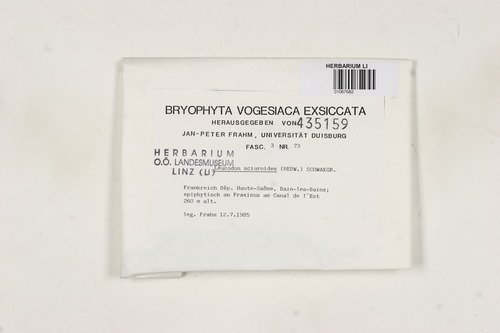 HERBARIUM LI
01067682
BRYOPHYTA VOGESIACA EXSICCATA
HERAUSGEGEBEN VON
435159
JAN-PETER FRAHM, UNIVERSITÄT DUISBURG
FASC. 3 NR. 73
HERBARIUM
O.Ö. LANDESMUSEUM
LINZ (LI)
Leucodon sciuroides (HEDW.) SCHWAEGR.
Frankreich Dép. Haute-Saône, Bain-les-Bains;
epiphytisch am Fraxinus am Canal de l'Est
260 m alt.
leg. Frahm 12.7.1985